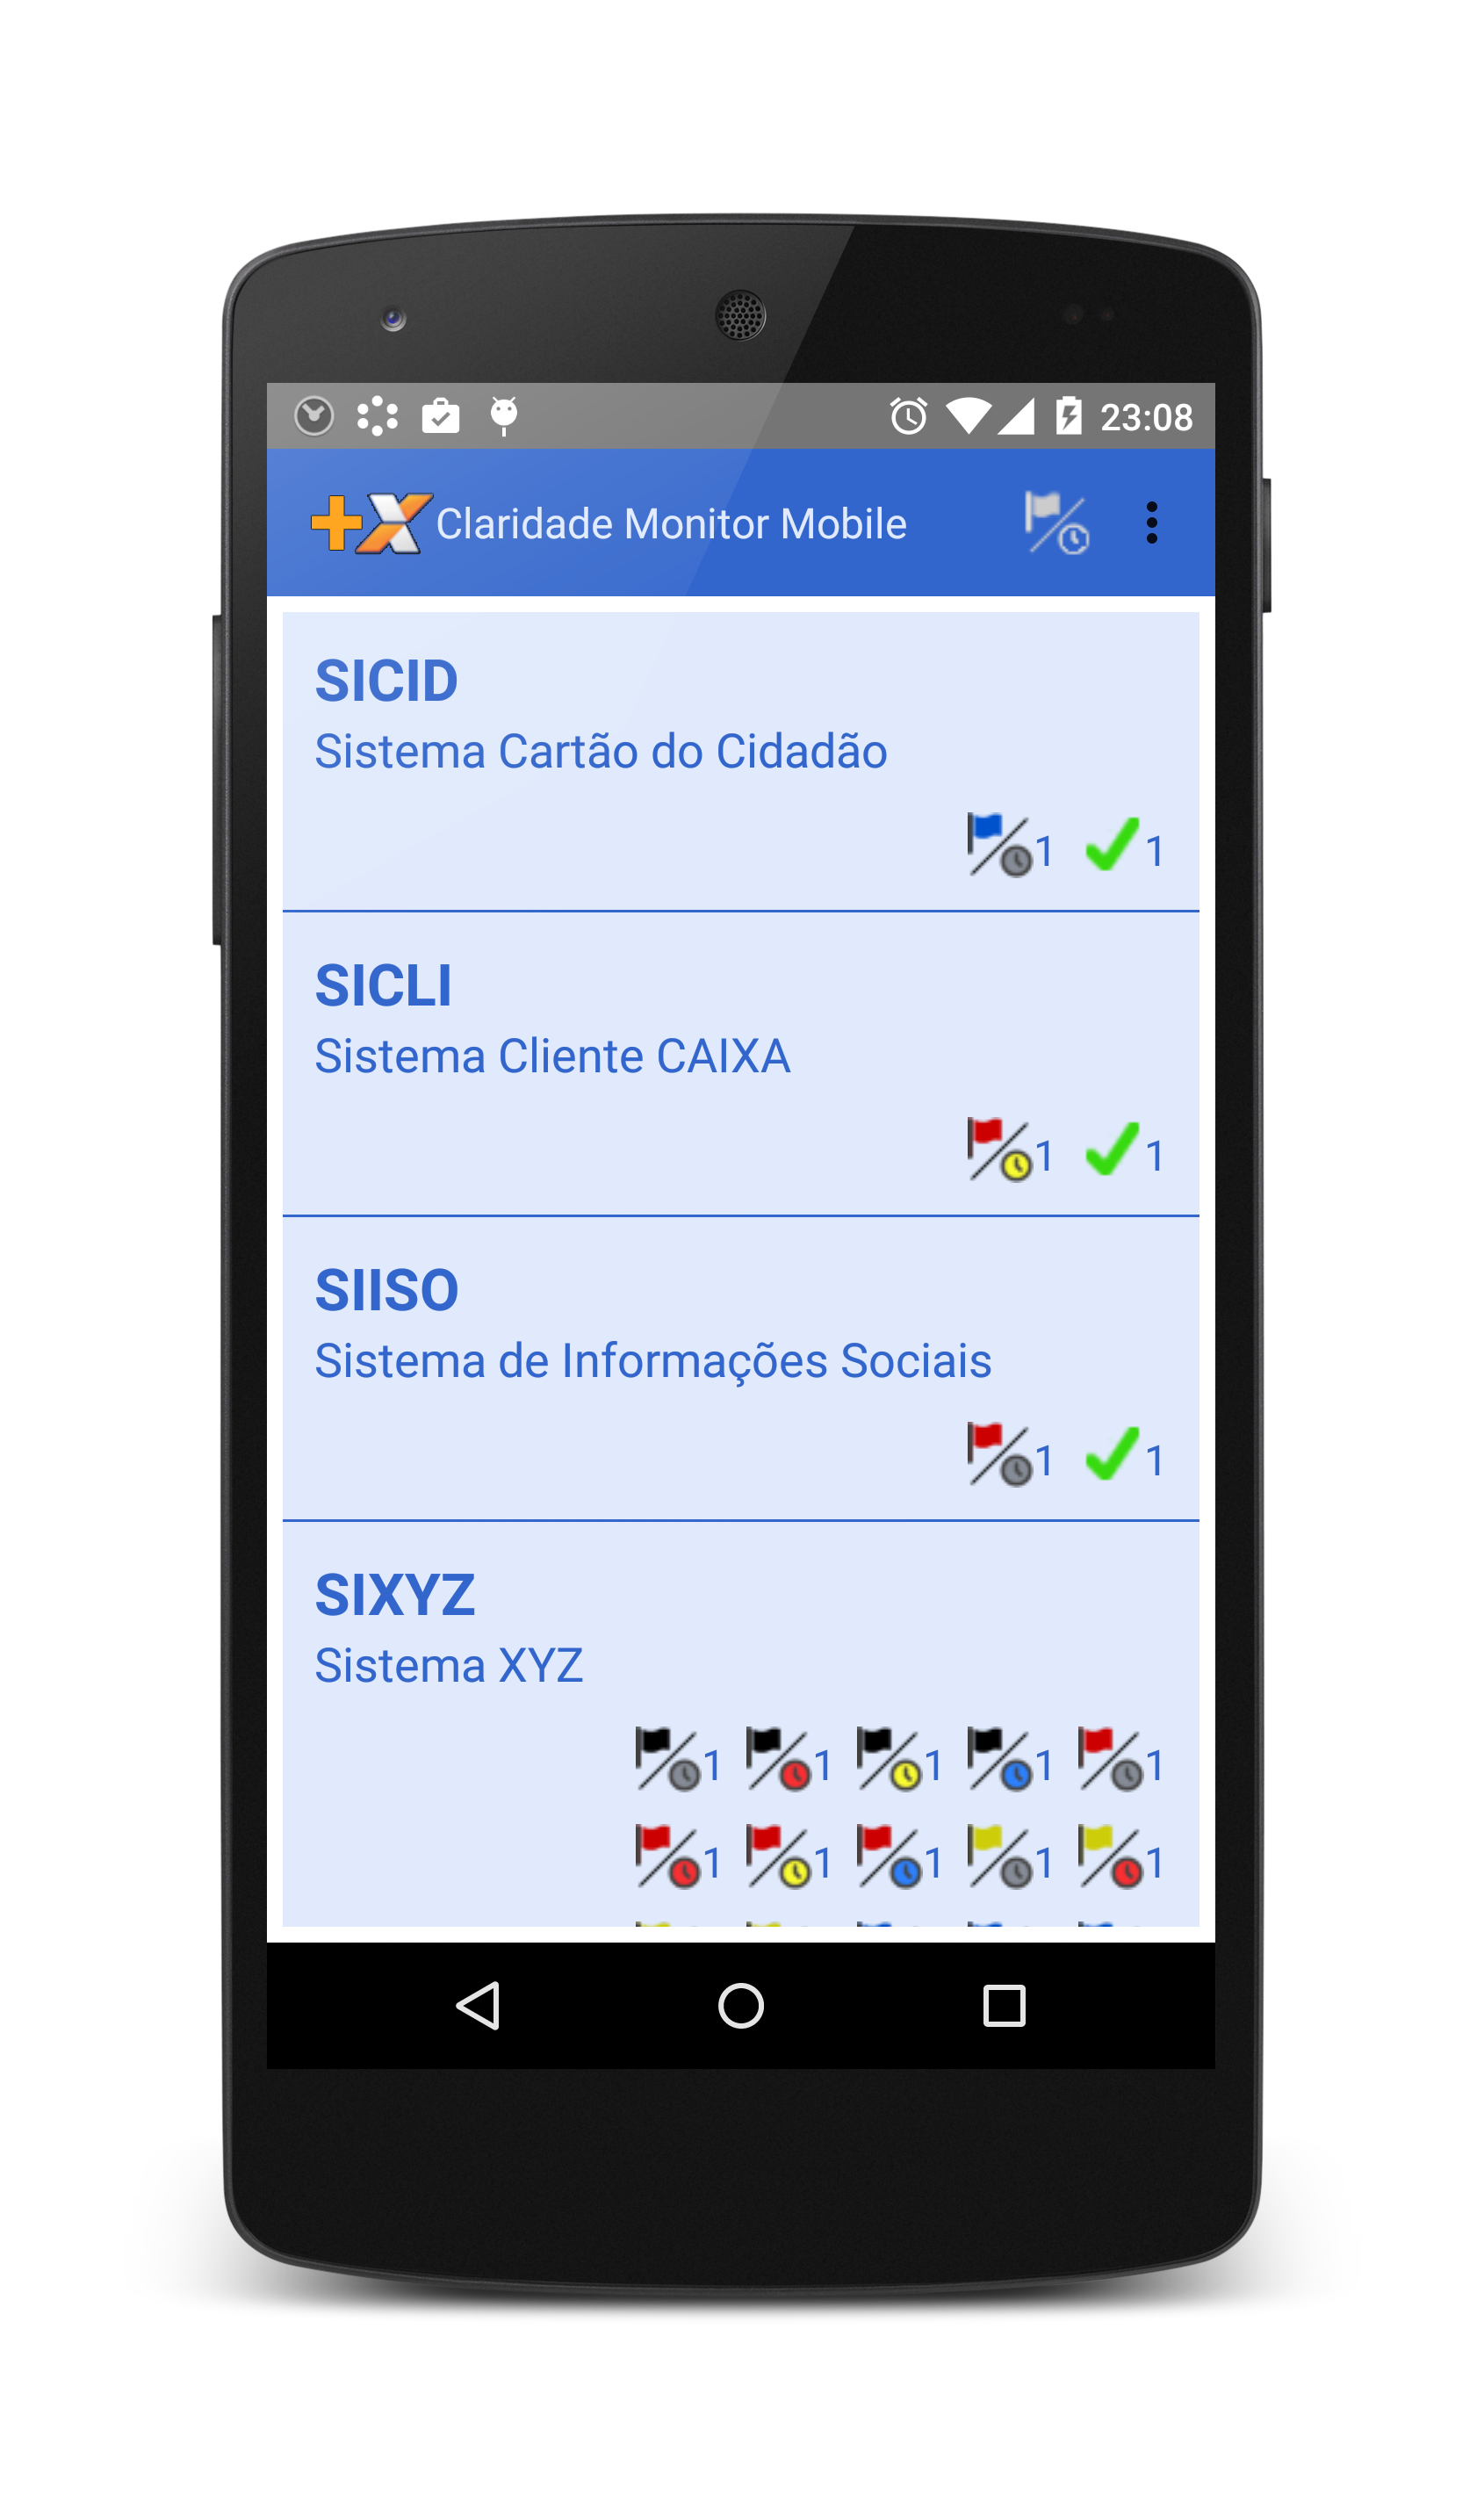 23:08
Claridade Monitor Mobile
SICID
Sistema Cartão do Cidadão
1 1
SICLI
Sistema Cliente CAIXA
1 1
SIISO
Sistema de Informações Sociais
1 1
SIXYZ
Sistema XYZ
1 1 1 1 1
1 1 1 1 1